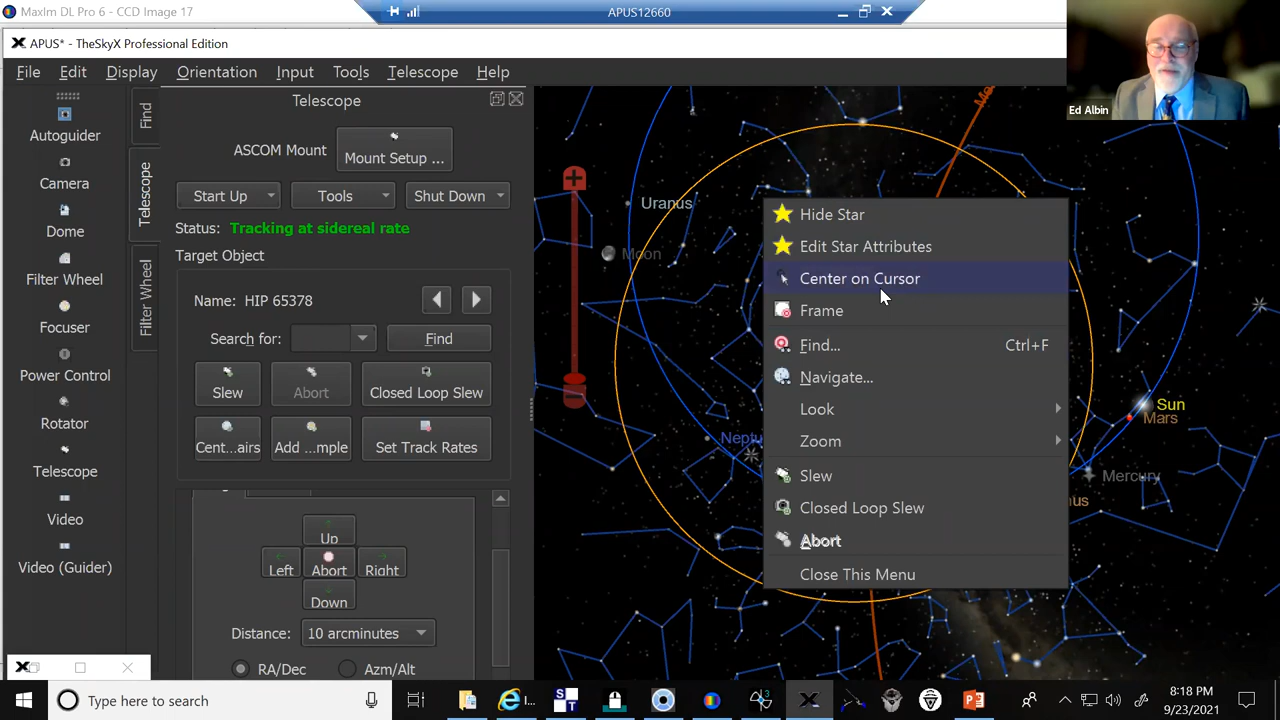 MaxIm DL Pro 6 - CCD Image 17
APUS12660
APUS* - TheSkyX Professional Edition
File Edit Display Orientation Input Tools Telescope Help
Ed Albin
Autoguider
Camera
Dome
Filter Wheel
Focuser
Power Control
Rotator
Telescope
Video
Video (Guider)
Find
Telescope
Filter Wheel
Telescope
ASCOM Mount
Mount Setup ...
Start Up
Tools
Shut Down
Status: Tracking at sidereal rate
Target Object
Name: HIP 65378
Search for:
Find
Slew
Abort
Closed Loop Slew
Cent...airs
Add ...mple
Set Track Rates
Up
Left
Abort
Right
Down
Distance: 10 arcminutes
RA/Dec
Azm/Alt
Uranus
Moon
Neptu
Sun
Mars
Mercury
us
Hide Star
Edit Star Attributes
Center on Cursor
Frame
Find... Ctrl+F
Navigate...
Look
Zoom
Slew
Closed Loop Slew
Abort
Close This Menu
Type here to search
8:18 PM
9/23/2021